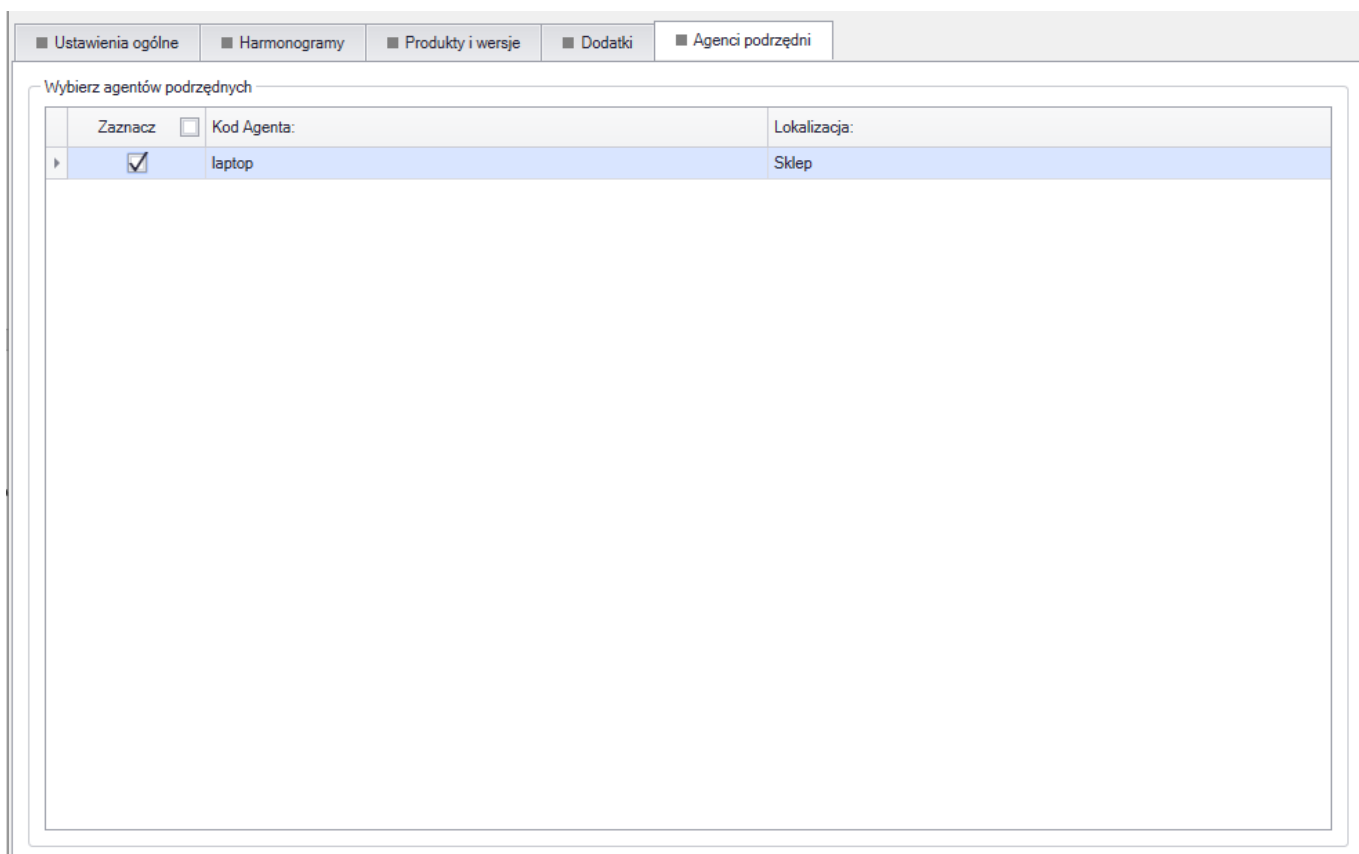 Ustawienia ogólne Harmonogramy Produkty i wersje Dodatki Agenci podrzędni
Wybierz agentów podrzędnych
Zaznacz Kod Agenta: Lokalizacja:
laptop Sklep